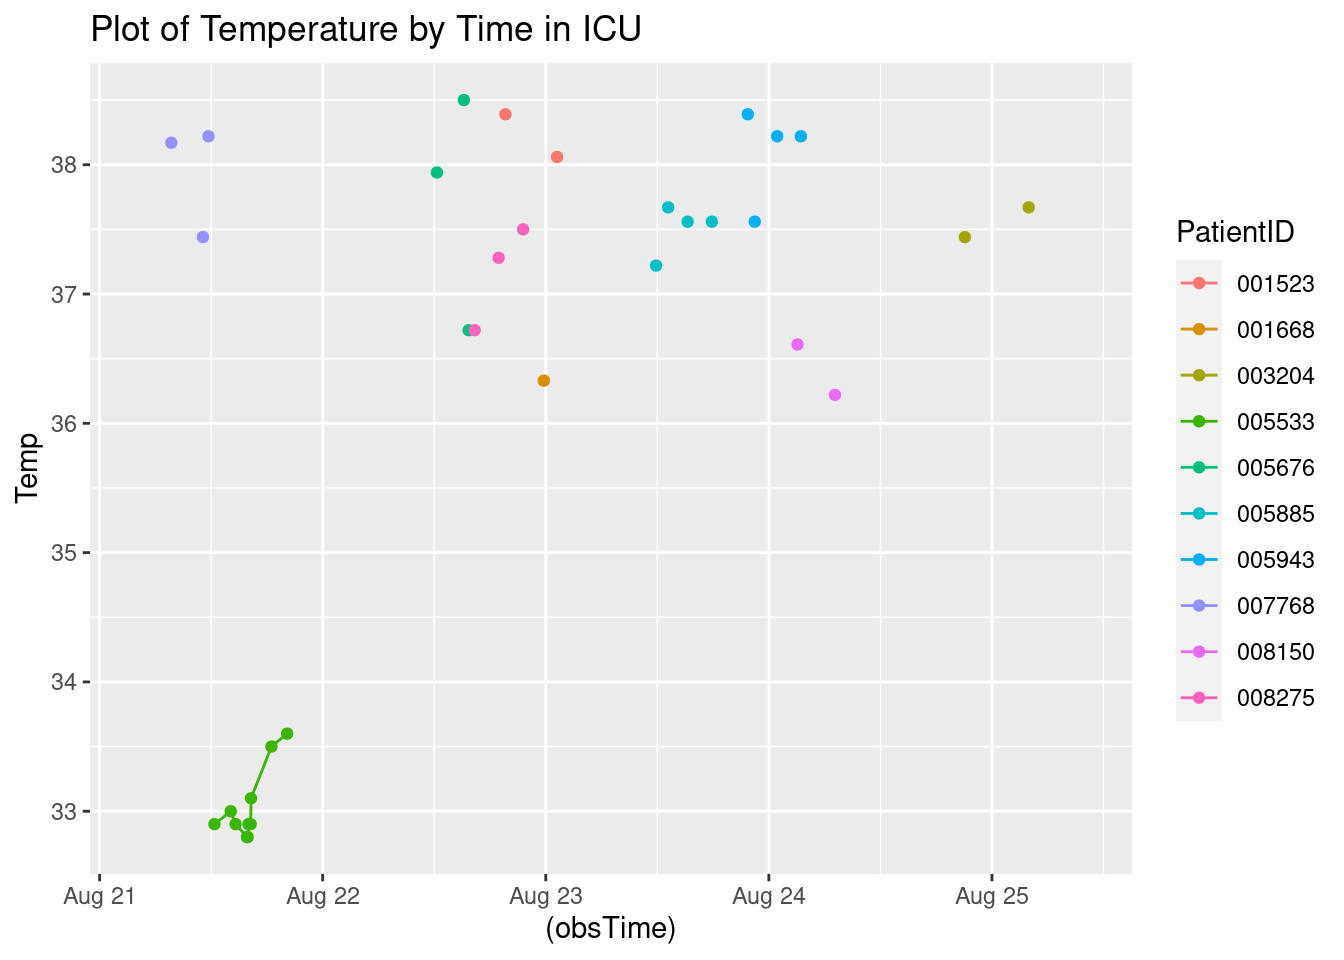 Plot of Temperature by Time in ICU
38
37
36
35
34
33
Temp
Aug 21
Aug 22
Aug 23
Aug 24
Aug 25
(obsTime)
PatientID
001523
001668
003204
005533
005676
005885
005943
007768
008150
008275